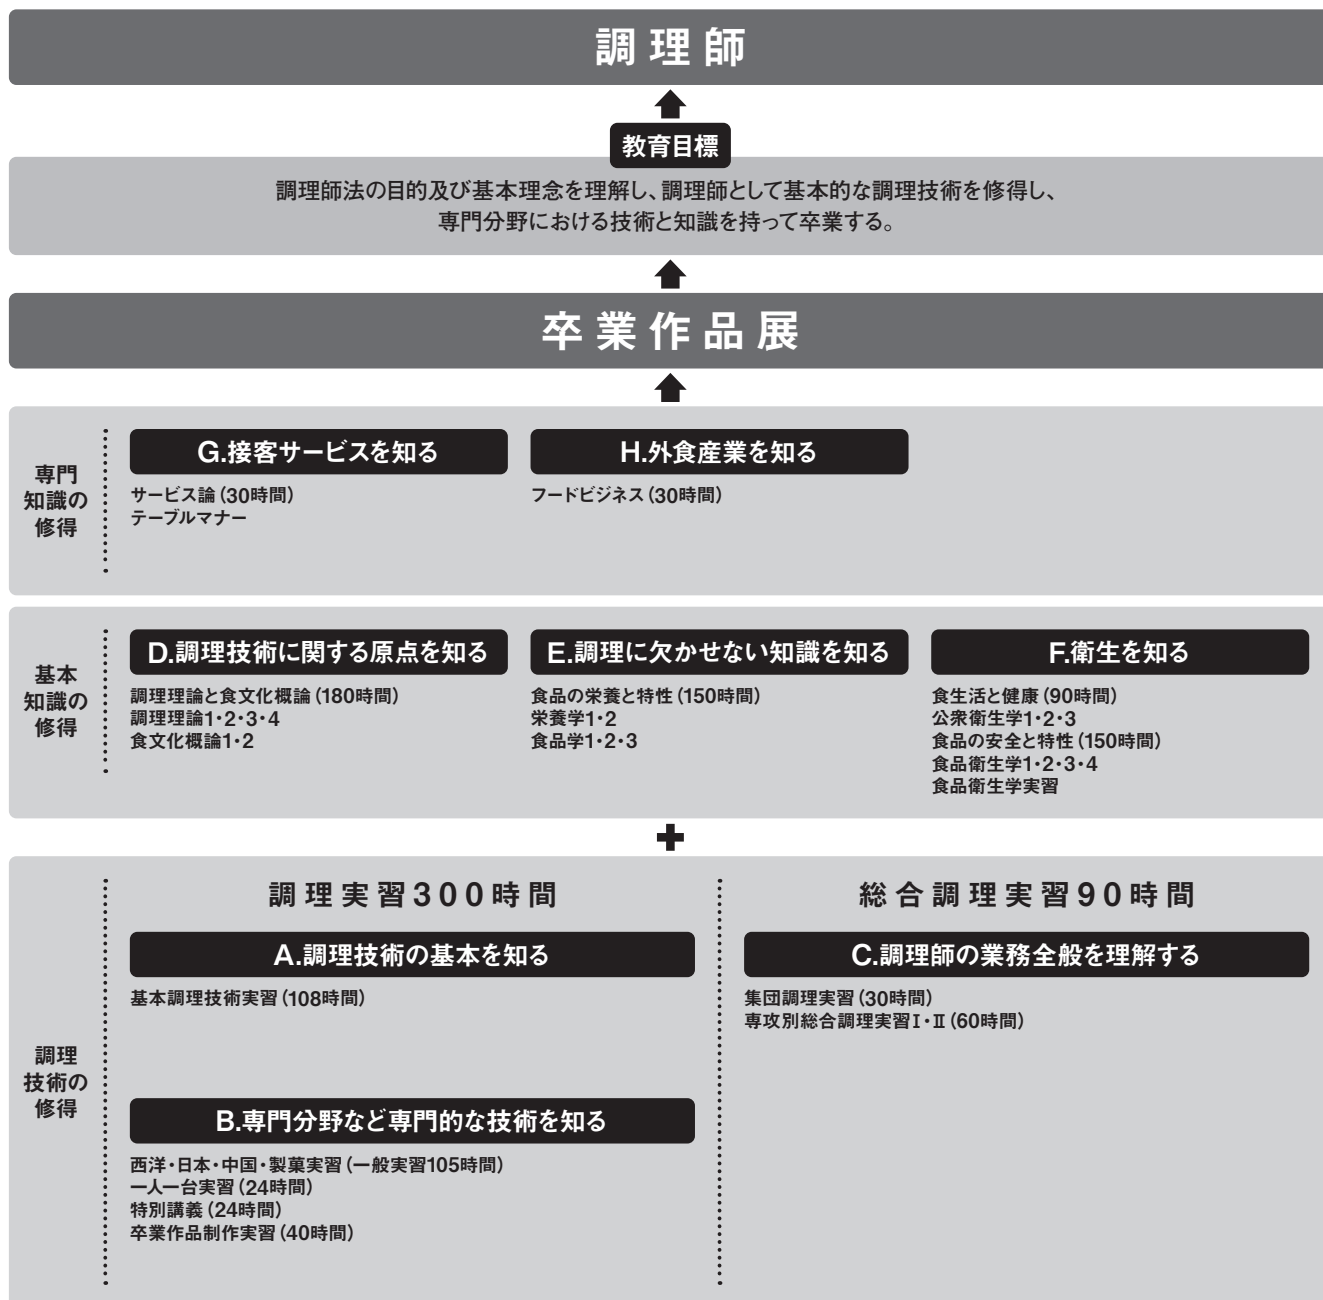 調理師
教育目標
調理師法の目的及び基本理念を理解し、調理師として基本的な調理技術を修得し、
専門分野における技術と知識を持って卒業する。
卒業作品展
専門
知識の
修得
G.接客サービスを知る
サービス論（30時間）
テーブルマナー
H.外食産業を知る
フードビジネス（30時間）
基本
知識の
修得
D.調理技術に関する原点を知る
調理理論と食文化概論（180時間）
調理理論1・2・3・4
食文化概論1・2
E.調理に欠かせない知識を知る
食品の栄養と特性（150時間）
栄養学1・2
食品学1・2・3
F.衛生を知る
食生活と健康（90時間）
公衆衛生学1・2・3
食品の安全と特性（150時間）
食品衛生学1・2・3・4
食品衛生学実習
+
調理
技術の
修得
調理実習300時間
A.調理技術の基本を知る
基本調理技術実習（108時間）
B.専門分野など専門的な技術を知る
西洋・日本・中国・製菓実習（一般実習105時間）
一人一台実習（24時間）
特別講義（24時間）
卒業作品制作実習（40時間）
総合調理実習90時間
C.調理師の業務全般を理解する
集団調理実習（30時間）
専攻別総合調理実習Ⅰ・Ⅱ（60時間）